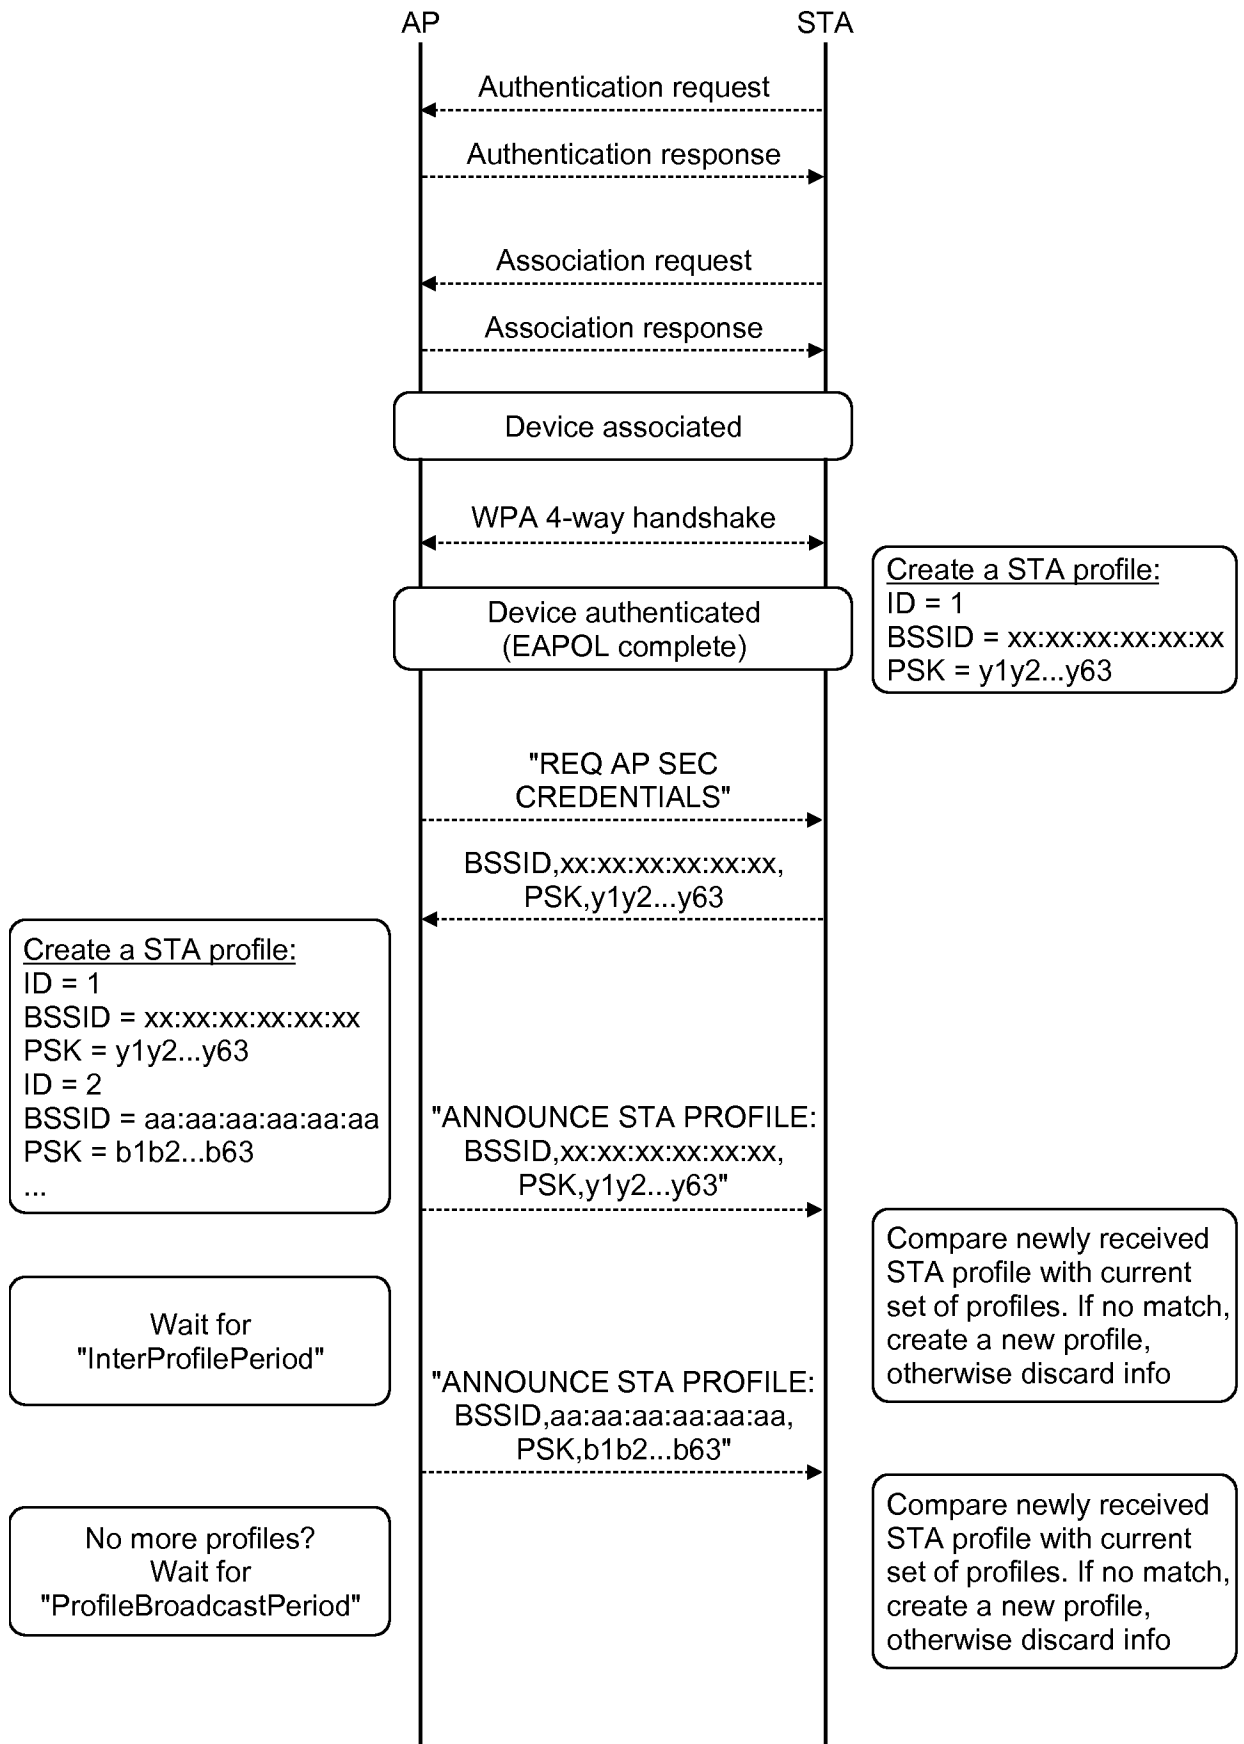 AP
STA
Authentication request
Authentication response
Association request
Association response
Device associated
WPA 4-way handshake
Create a STA profile:
ID = 1
BSSID = xx:xx:xx:xx:xx:xx
PSK = y1y2...y63
Device authenticated
(EAPOL complete)
"REQ AP SEC
CREDENTIALS"
BSSID,xx:xx:xx:xx:xx:xx,
PSK,y1y2...y63
Create a STA profile:
ID = 1
BSSID = xx:xx:xx:xx:xx:xx
PSK = y1y2...y63
ID = 2
BSSID = aa:aa:aa:aa:aa:aa
PSK = b1b2...b63
...
"ANNOUNCE STA PROFILE:
BSSID,xx:xx:xx:xx:xx:xx,
PSK,y1y2...y63"
Compare newly received
STA profile with current
set of profiles. If no match,
create a new profile,
otherwise discard info
Wait for
"InterProfilePeriod"
"ANNOUNCE STA PROFILE:
BSSID,aa:aa:aa:aa:aa:aa,
PSK,b1b2...b63"
Compare newly received
STA profile with current
set of profiles. If no match,
create a new profile,
otherwise discard info
No more profiles?
Wait for
"ProfileBroadcastPeriod"